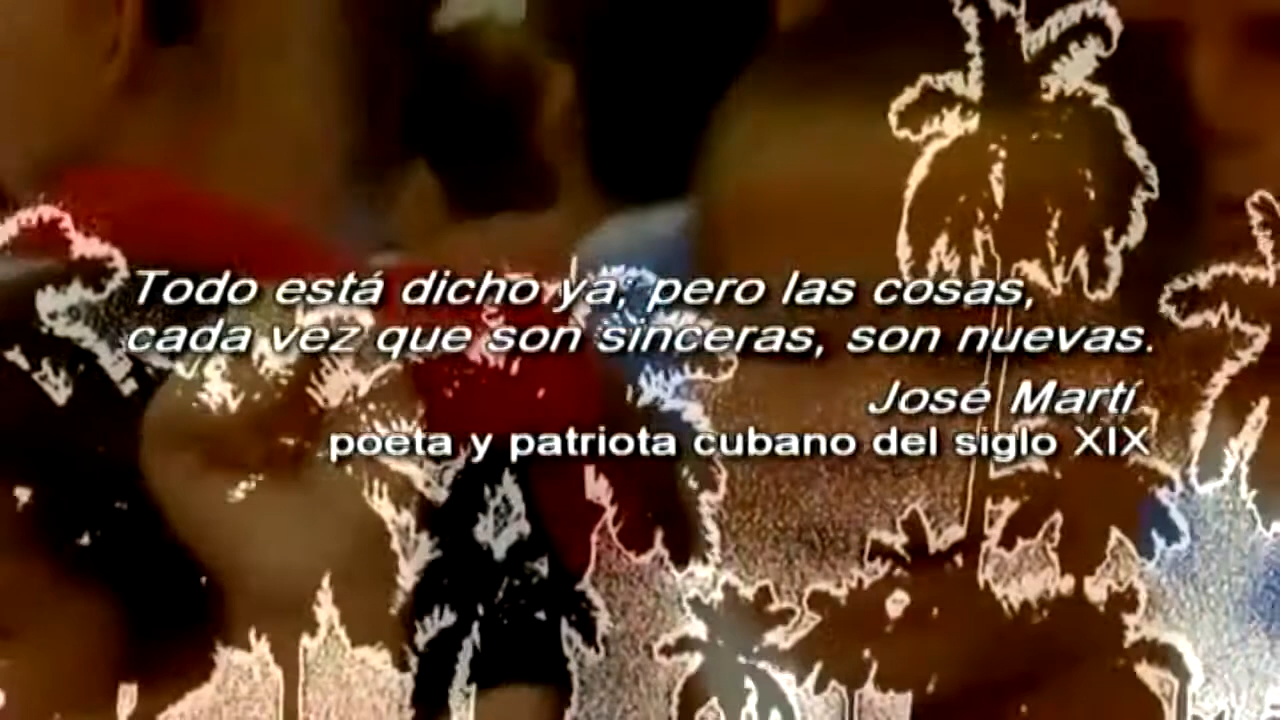 Todo está dicho ya, pero las cosas,
cada vez que son sinceras, son nuevas.
José Martí
poeta y patriota cubano del siglo XIX